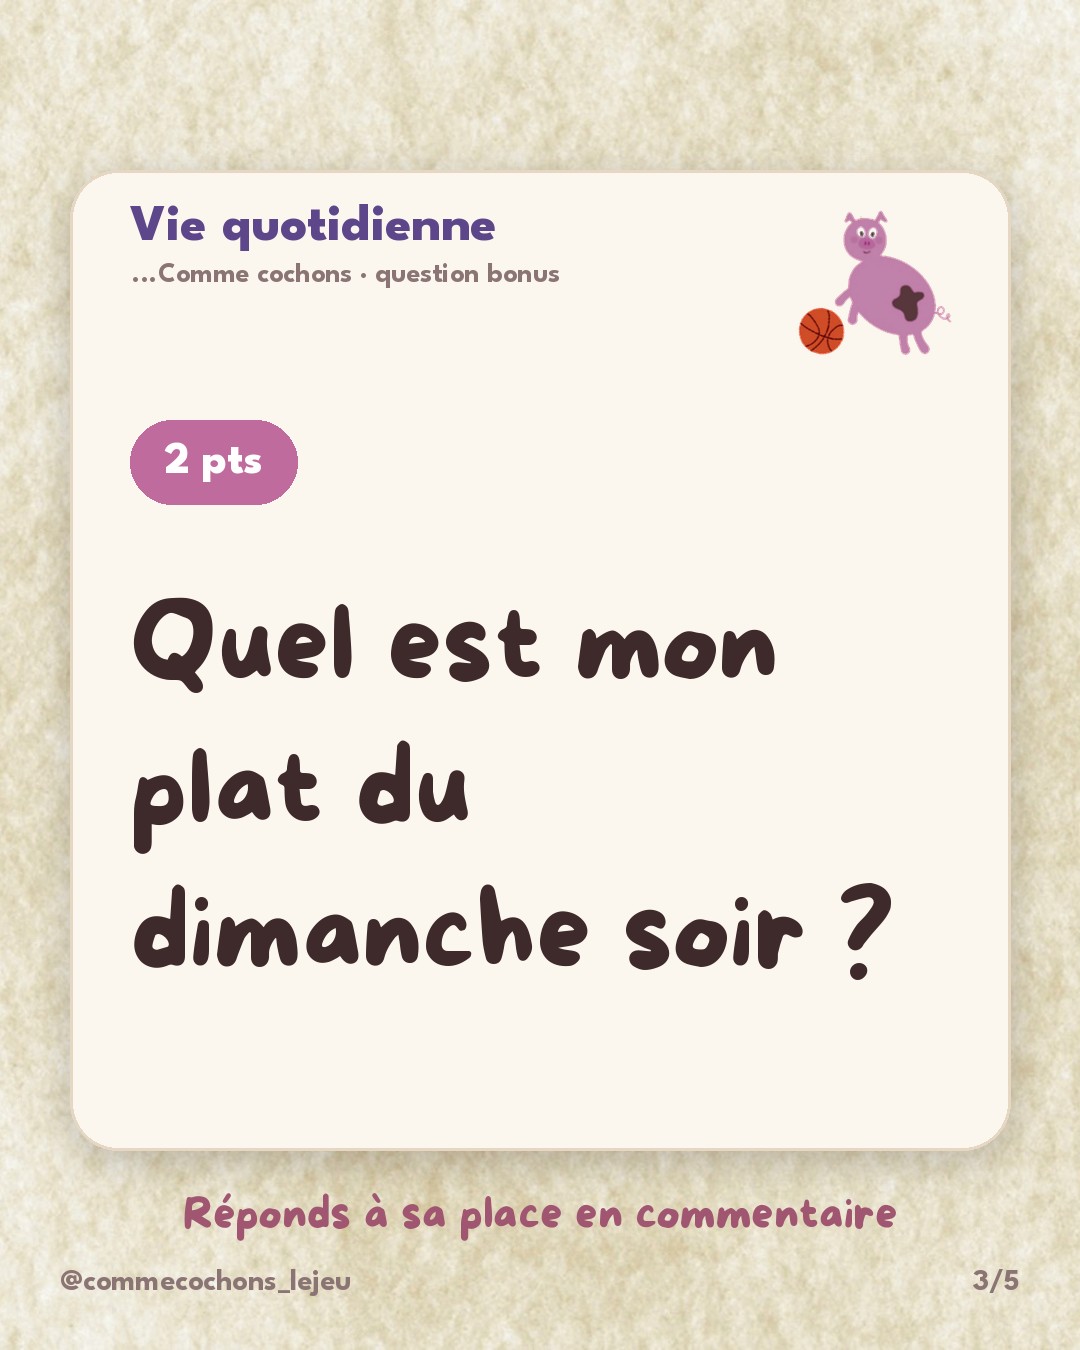 Vie quotidienne
...Comme cochons · question bonus
2 pts
Quel est mon
plat du
dimanche soir ?
Réponds à sa place en commentaire
@commecochons_lejeu
3/5